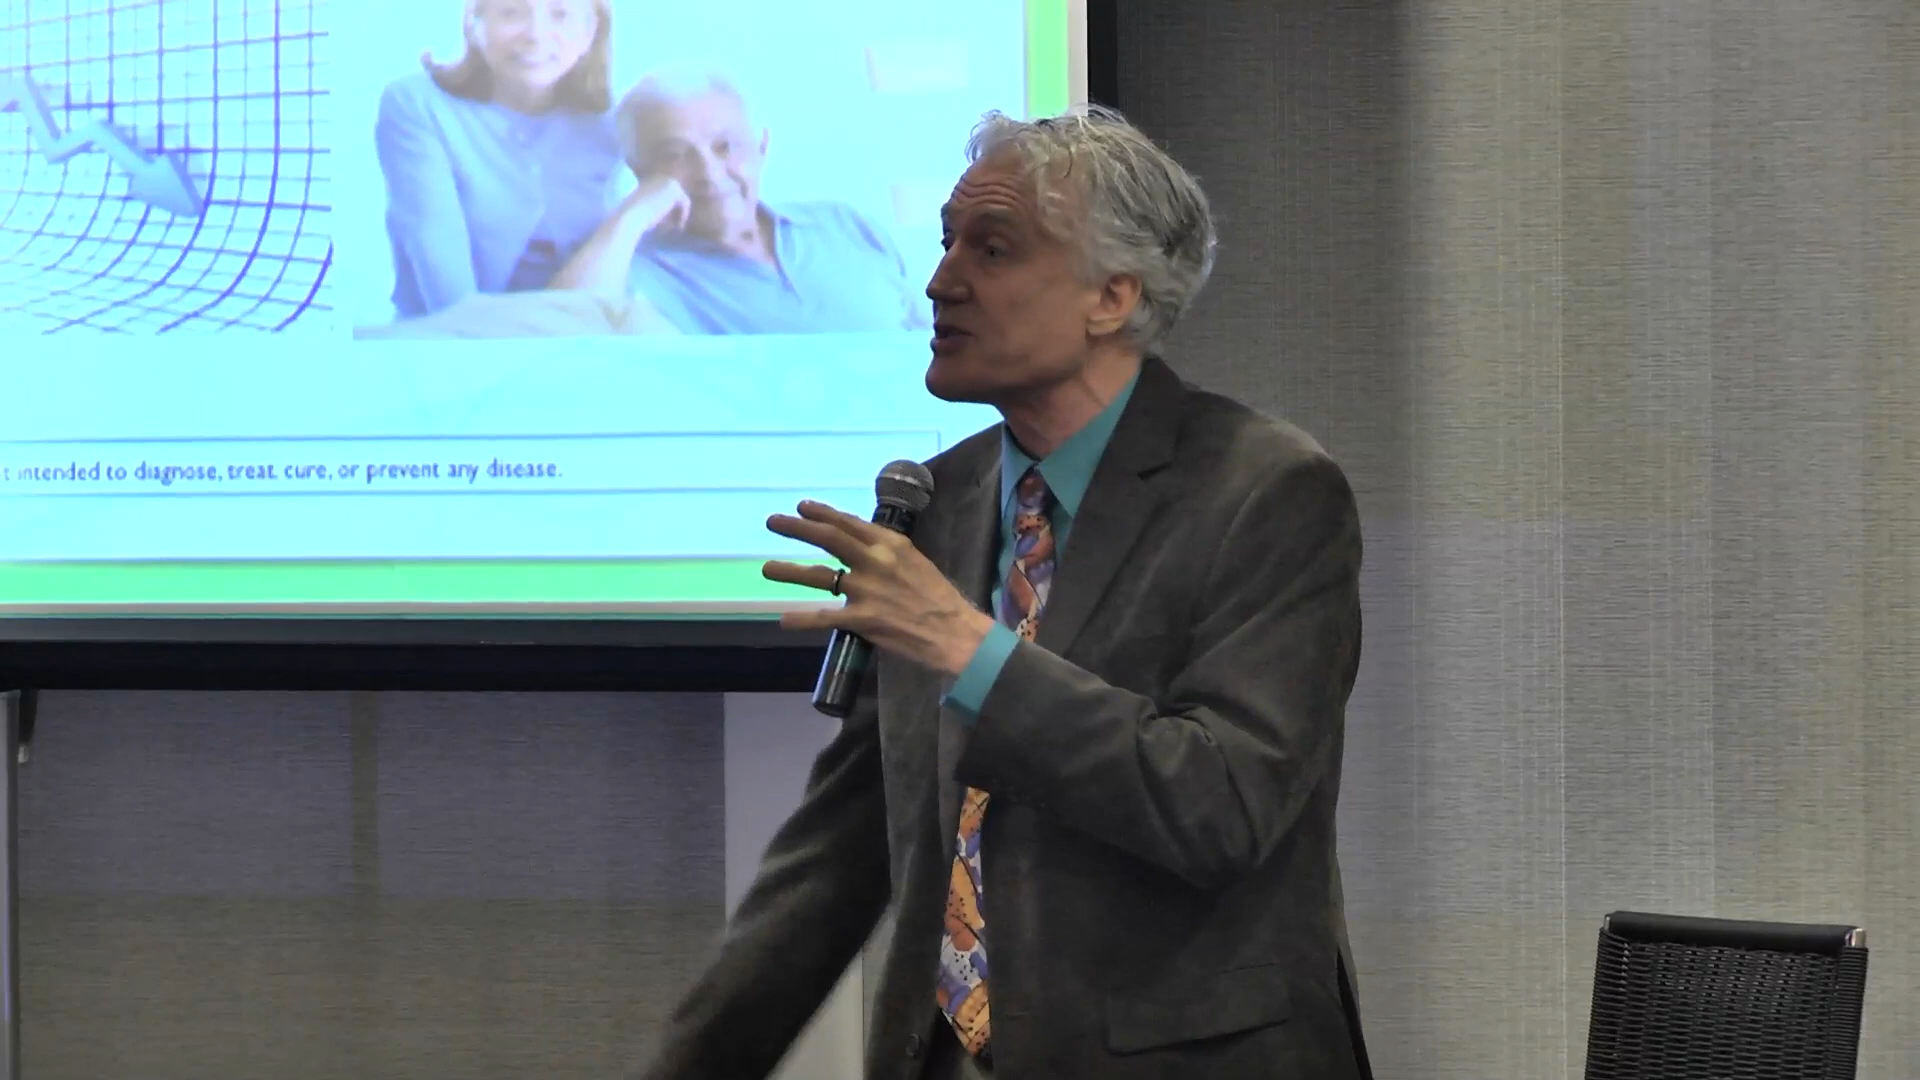 t intended to diagnose, treat, cure, or prevent any disease.